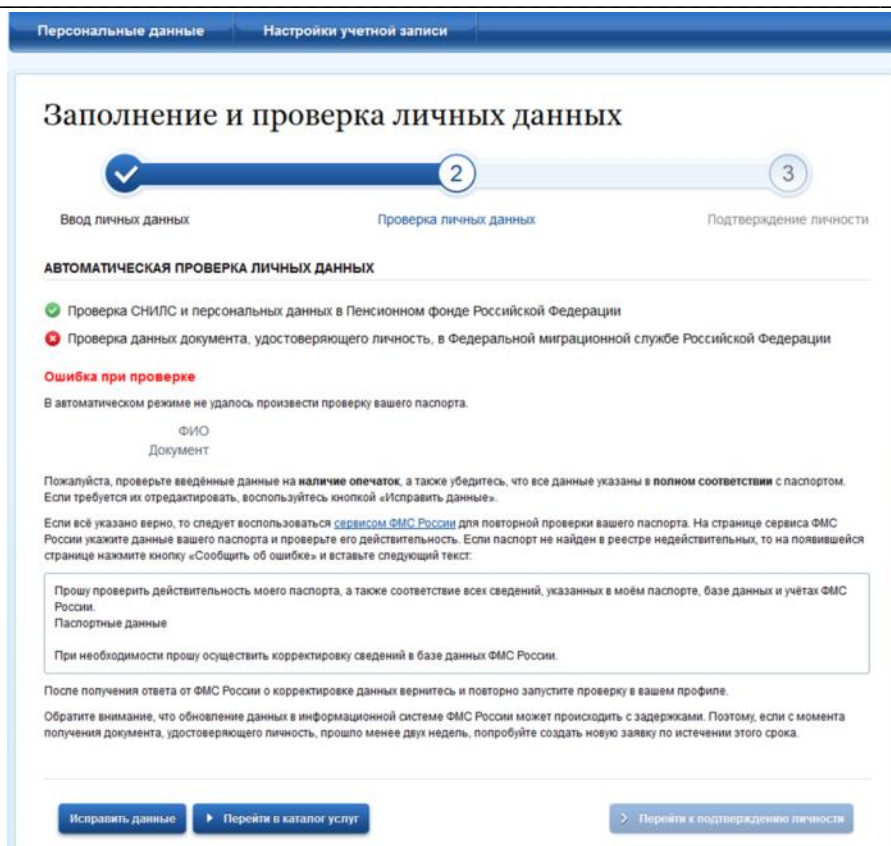 Персональные данные
Настройки учетной записи
Заполнение и проверка личных данных
2
3
Ввод личных данных
Проверка личных данных
Подтверждение личности
АВТОМАТИЧЕСКАЯ ПРОВЕРКА ЛИЧНЫХ ДАННЫХ
Проверка СНИЛС и персональных данных в Пенсионном фонде Российской Федерации
Проверка данных документа, удостоверяющего личность, в Федеральной миграционной службе Российской Федерации
Ошибка при проверке
В автоматическом режиме не удалось произвести проверку вашего паспорта.
ФИО
Документ
Пожалуйста, проверьте введённые данные на наличие опечаток, а также убедитесь, что все данные указаны в полном соответствии с паспортом.
Если требуется их отредактировать, воспользуйтесь кнопкой «Исправить данные».
Если всё указано верно, то следует воспользоваться сервисом ФМС России для повторной проверки вашего паспорта. На странице сервиса ФМС
России укажите данные вашего паспорта и проверьте его действительность. Если паспорт не найден в реестре недействительных, то на появившейся
странице нажмите кнопку «Сообщить об ошибке» и вставьте следующий текст:
Прошу проверить действительность моего паспорта, а также соответствие всех сведений, указанных в моём паспорте, базе данных и учётах ФМС
России.
Паспортные данные
При необходимости прошу осуществить корректировку сведений в базе данных ФМС России.
После получения ответа от ФМС России о корректировке данных вернитесь и повторно запустите проверку в вашем профиле.
Обратите внимание, что обновление данных в информационной системе ФМС России может происходить с задержками. Поэтому, если с момента
получения документа, удостоверяющего личность, прошло менее двух недель, попробуйте создать новую заявку по истечении этого срока.
Исправить данные
Перейти в каталог услуг
Перейти к подтверждению личности